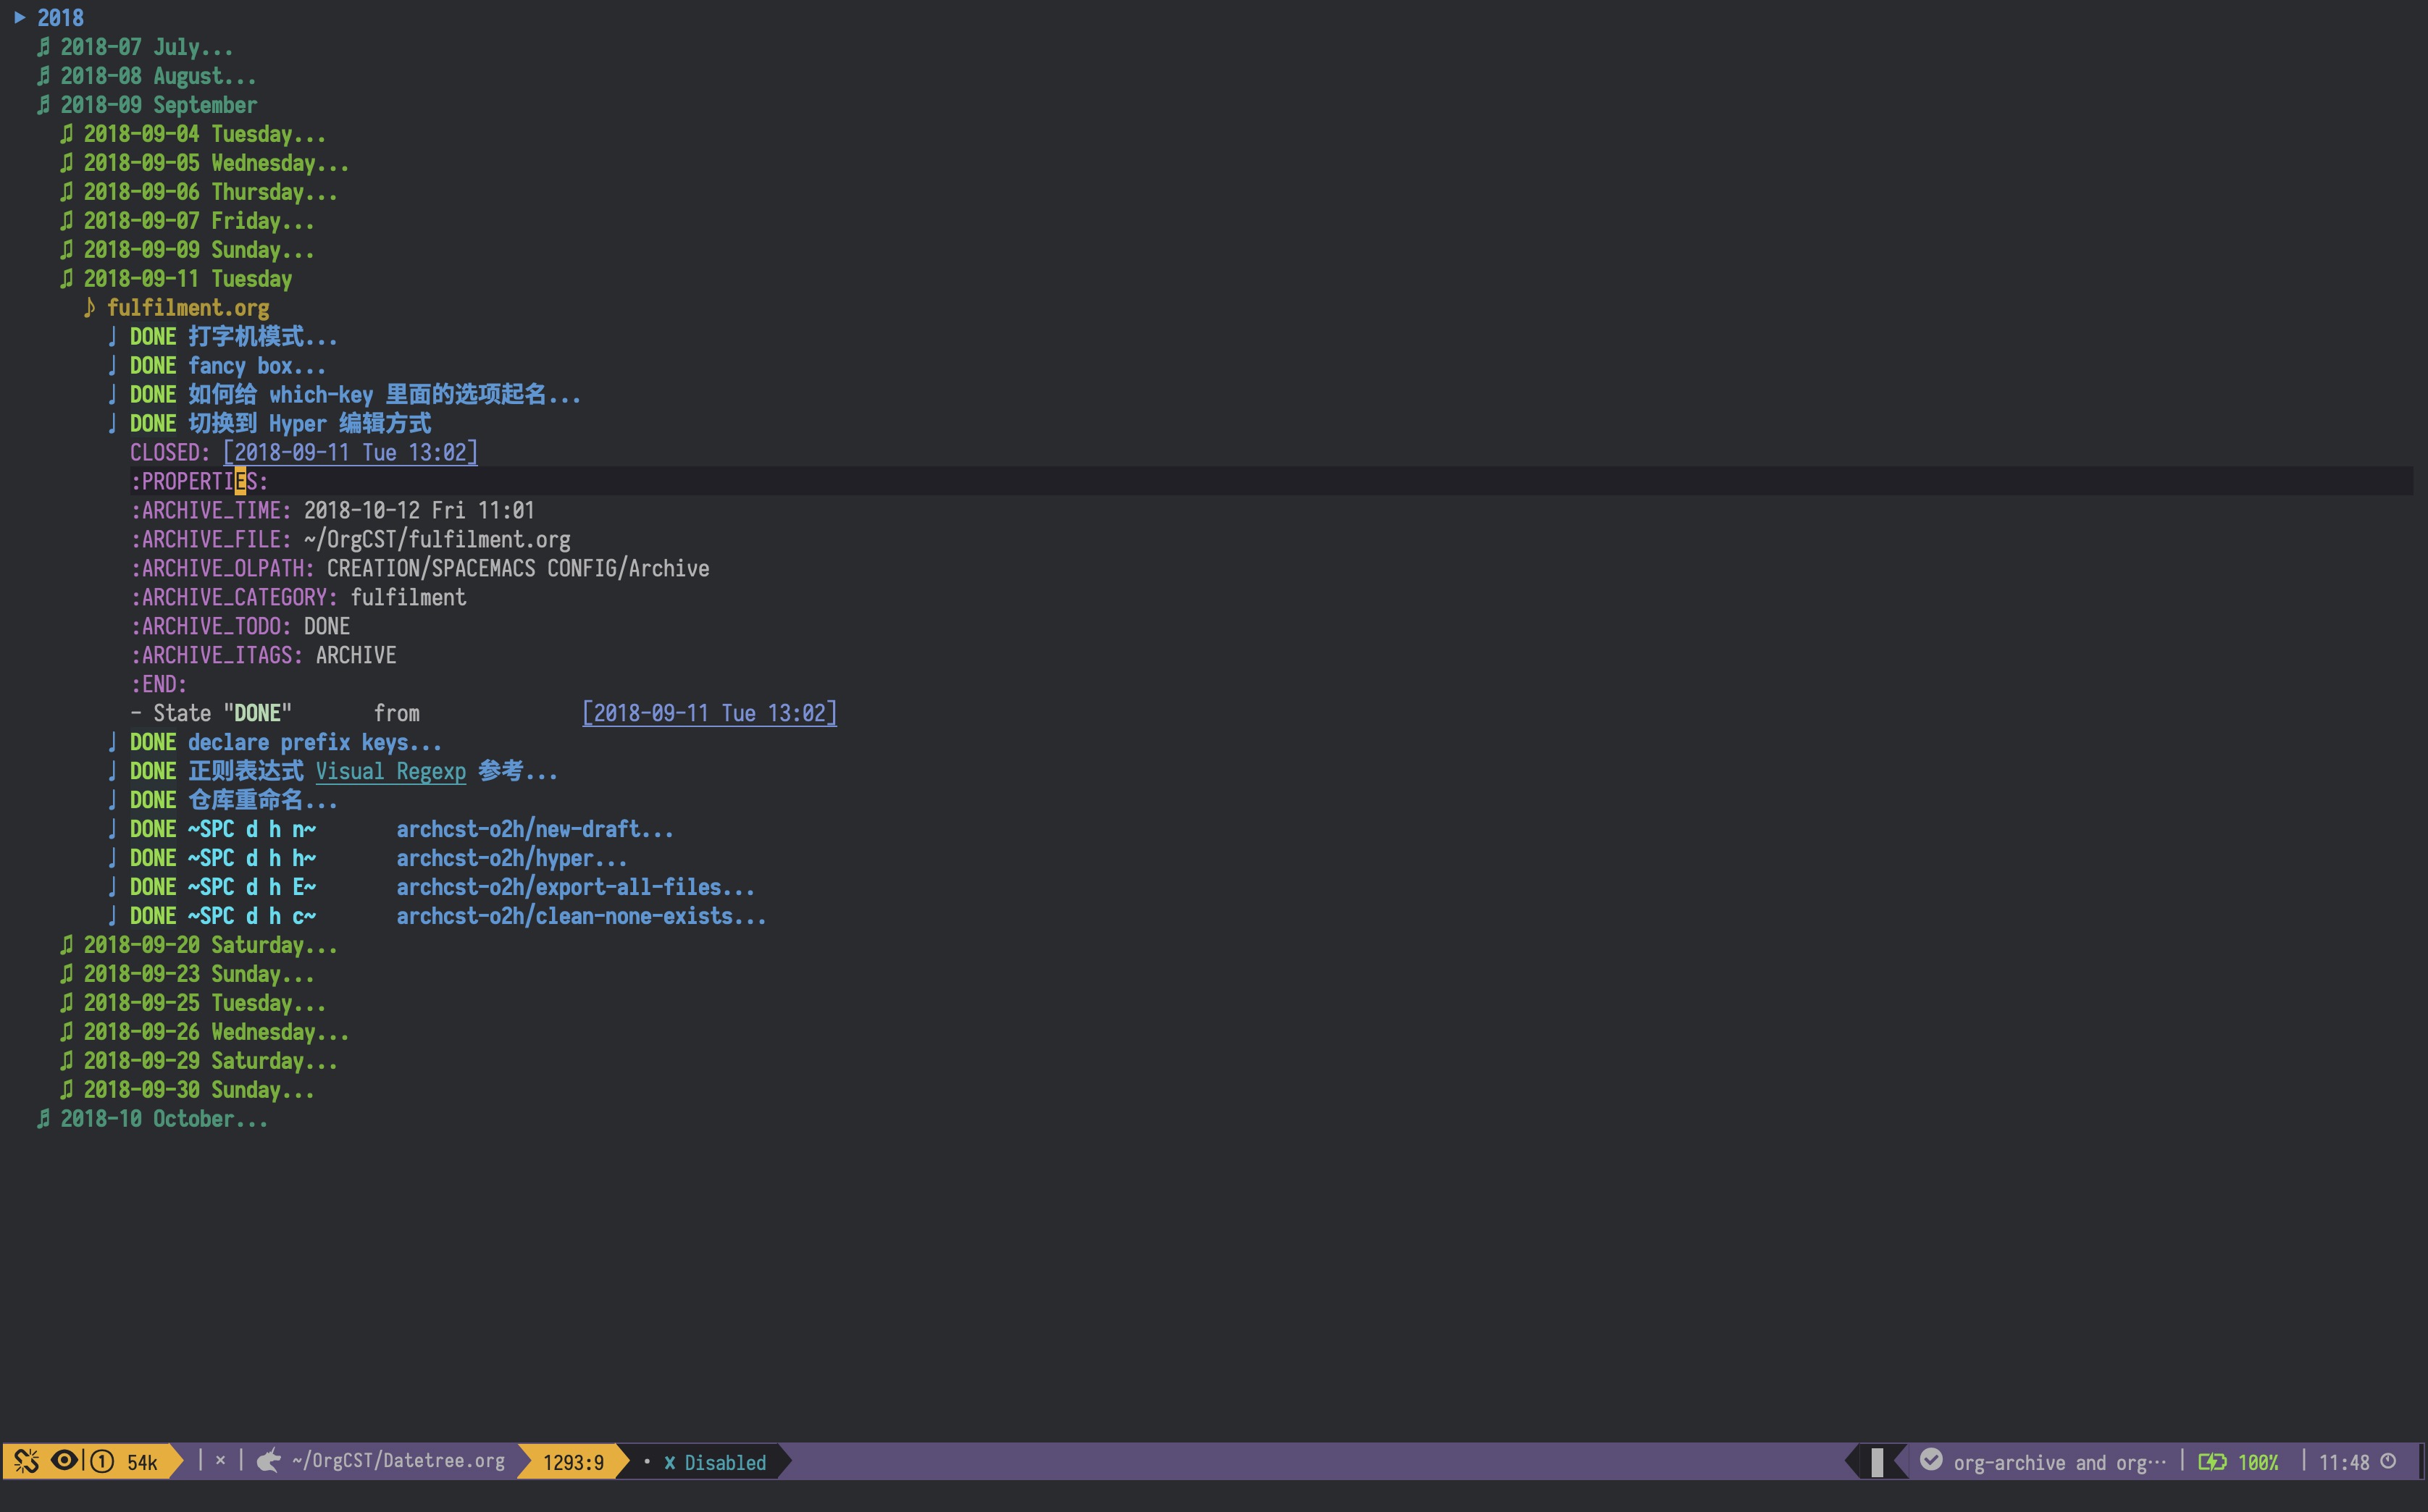 ▶ 2018
♬ 2018-07 July...
♬ 2018-08 August...
♬ 2018-09 September
♫ 2018-09-04 Tuesday...
♫ 2018-09-05 Wednesday...
♫ 2018-09-06 Thursday...
♫ 2018-09-07 Friday...
♫ 2018-09-09 Sunday...
♫ 2018-09-11 Tuesday
♪ fulfilment.org
♩ DONE 打字机模式...
♩ DONE fancy box...
♩ DONE 如何给 which-key 里面的选项起名...
♩ DONE 切换到 Hyper 编辑方式
CLOSED: [2018-09-11 Tue 13:02]
:PROPERTIES:
:ARCHIVE_TIME: 2018-10-12 Fri 11:01
:ARCHIVE_FILE: ~/OrgCST/fulfilment.org
:ARCHIVE_OLPATH: CREATION/SPACEMACS CONFIG/Archive
:ARCHIVE_CATEGORY: fulfilment
:ARCHIVE_TODO: DONE
:ARCHIVE_ITAGS: ARCHIVE
:END:
- State "DONE"       from              [2018-09-11 Tue 13:02]
♩ DONE declare prefix keys...
♩ DONE 正则表达式 Visual Regexp 参考...
♩ DONE 仓库重命名...
♩ DONE ~SPC d h n~       archcst-o2h/new-draft...
♩ DONE ~SPC d h h~       archcst-o2h/hyper...
♩ DONE ~SPC d h E~       archcst-o2h/export-all-files...
♩ DONE ~SPC d h c~       archcst-o2h/clean-none-exists...
♫ 2018-09-20 Saturday...
♫ 2018-09-23 Sunday...
♫ 2018-09-25 Tuesday...
♫ 2018-09-26 Wednesday...
♫ 2018-09-29 Saturday...
♫ 2018-09-30 Sunday...
♬ 2018-10 October...
|① 54k | × | ~/OrgCST/Datetree.org 1293:9 • x Disabled org-archive and org⋯ | 100% | 11:48